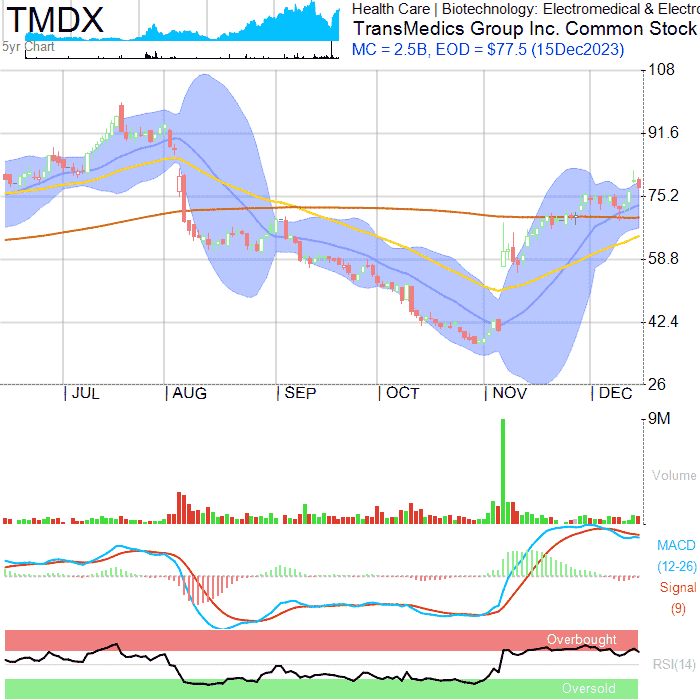 TMDX
5yr Chart
Health Care | Biotechnology: Electromedical & Electro
TransMedics Group Inc. Common Stock
MC = 2.5B, EOD = $77.5 (15Dec2023)
108
91.6
75.2
58.8
42.4
26
| JUL | AUG | SEP | OCT | NOV | DEC
9M
Volume
MACD
(12-26)
Signal
(9)
Overbought
RSI(14)
Oversold